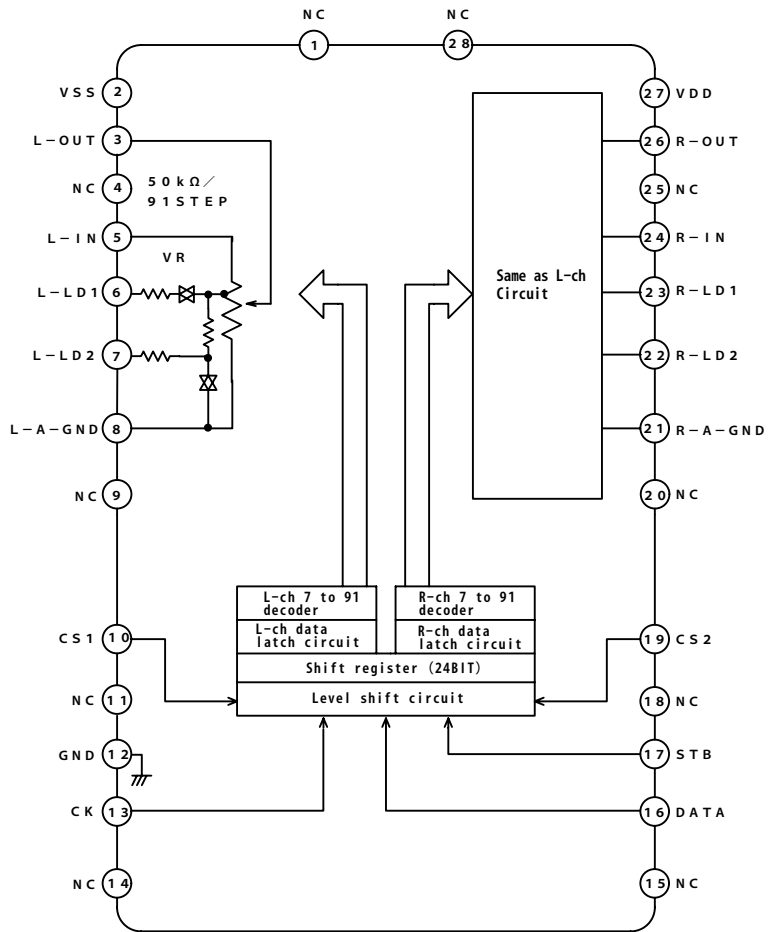 NC
NC
1
28
VSS 2
27 VDD
L-OUT 3
26 R-OUT
NC 4
50kΩ/
91STEP
25 NC
L-IN 5
24 R-IN
VR
Same as L-ch
Circuit
L-LD1 6
23 R-LD1
L-LD2 7
22 R-LD2
L-A-GND 8
21 R-A-GND
NC 9
20 NC
L-ch 7 to 91
decoder
R-ch 7 to 91
decoder
L-ch data
latch circuit
R-ch data
latch circuit
CS1 10
19 CS2
Shift register (24BIT)
Level shift circuit
NC 11
18 NC
GND 12
17 STB
CK 13
16 DATA
NC 14
15 NC